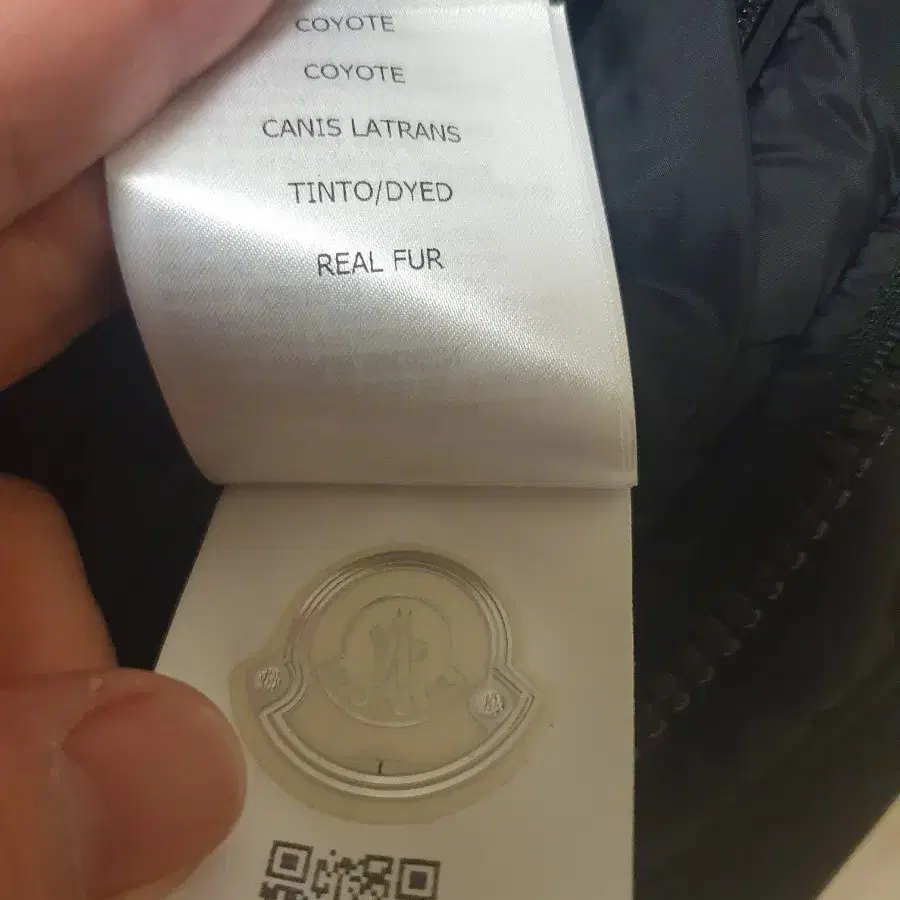 COYOTE
COYOTE
CANIS LATRANS
TINTO/DYED
REAL FUR